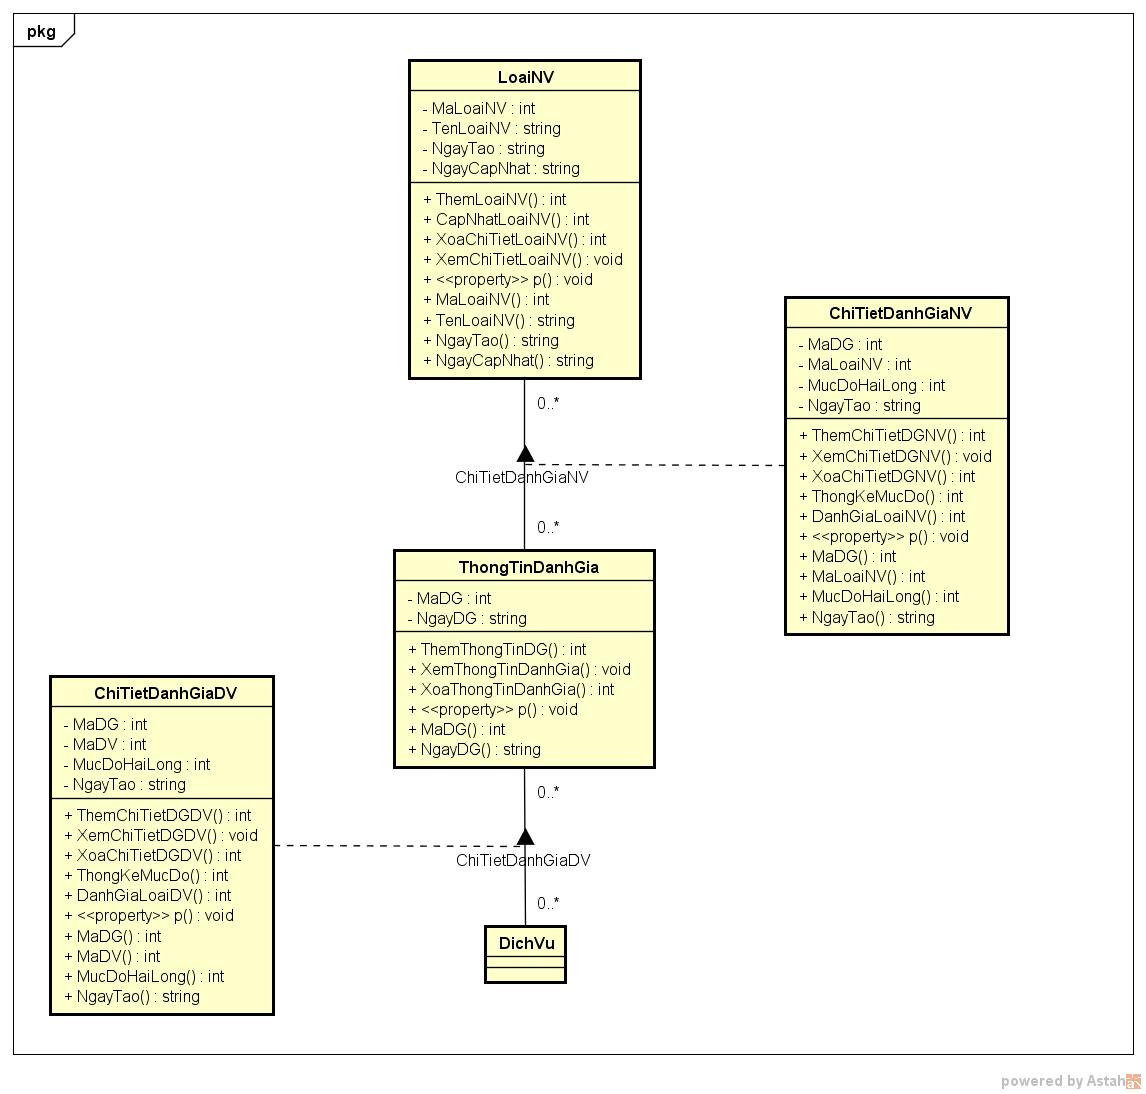 pkg
LoaiNV
- MaLoaiNV : int
- TenLoaiNV : string
- NgayTao : string
- NgayCapNhat : string
+ ThemLoaiNV() : int
+ CapNhatLoaiNV() : int
+ XoaChiTietLoaiNV() : int
+ XemChiTietLoaiNV() : void
+ <<property>> p() : void
+ MaLoaiNV() : int
+ TenLoaiNV() : string
+ NgayTao() : string
+ NgayCapNhat() : string
0..*
ChiTietDanhGiaNV
0..*
ChiTietDanhGiaNV
- MaDG : int
- MaLoaiNV : int
- MucDoHaiLong : int
- NgayTao : string
+ ThemChiTietDGNV() : int
+ XemChiTietDGNV() : void
+ XoaChiTietDGNV() : int
+ ThongKeMucDo() : int
+ DanhGiaLoaiNV() : int
+ <<property>> p() : void
+ MaDG() : int
+ MaLoaiNV() : int
+ MucDoHaiLong() : int
+ NgayTao() : string
ThongTinDanhGia
- MaDG : int
- NgayDG : string
+ ThemThongTinDG() : int
+ XemThongTinDanhGia() : void
+ XoaThongTinDanhGia() : int
+ <<property>> p() : void
+ MaDG() : int
+ NgayDG() : string
ChiTietDanhGiaDV
- MaDG : int
- MaDV : int
- MucDoHaiLong : int
- NgayTao : string
+ ThemChiTietDGDV() : int
+ XemChiTietDGDV() : void
+ XoaChiTietDGDV() : int
+ ThongKeMucDo() : int
+ DanhGiaLoaiDV() : int
+ <<property>> p() : void
+ MaDG() : int
+ MaDV() : int
+ MucDoHaiLong() : int
+ NgayTao() : string
0..*
ChiTietDanhGiaDV
0..*
DichVu
powered by Astah